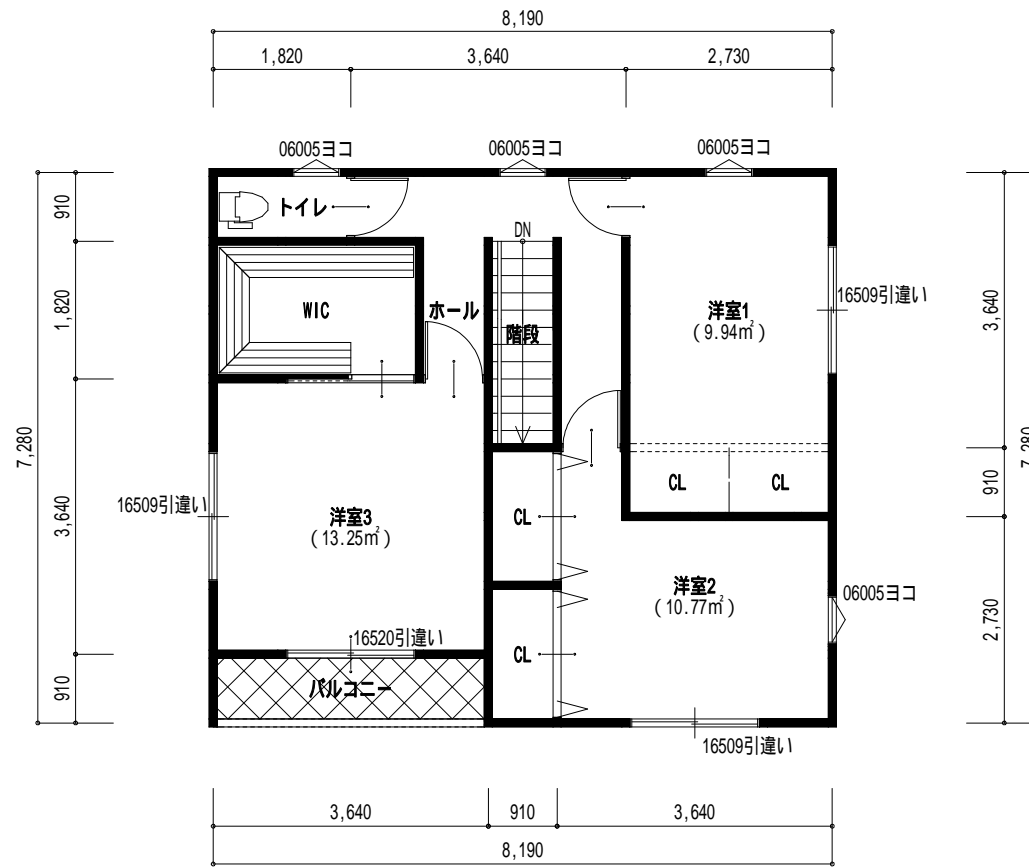 8,190
1,820
3,640
2,730
06005ヨコ
06005ヨコ
06005ヨコ
910
トイレ
DN
1,820
WIC
ホール
階段
洋室1
(9.94㎡)
16509引違い
3,640
7,280
7,280
16509引違い
3,640
洋室3
(13.25㎡)
CL
CL
CL
910
洋室2
(10.77㎡)
06005ヨコ
2,730
16520引違い
CL
910
バルコニー
16509引違い
3,640
910
3,640
8,190